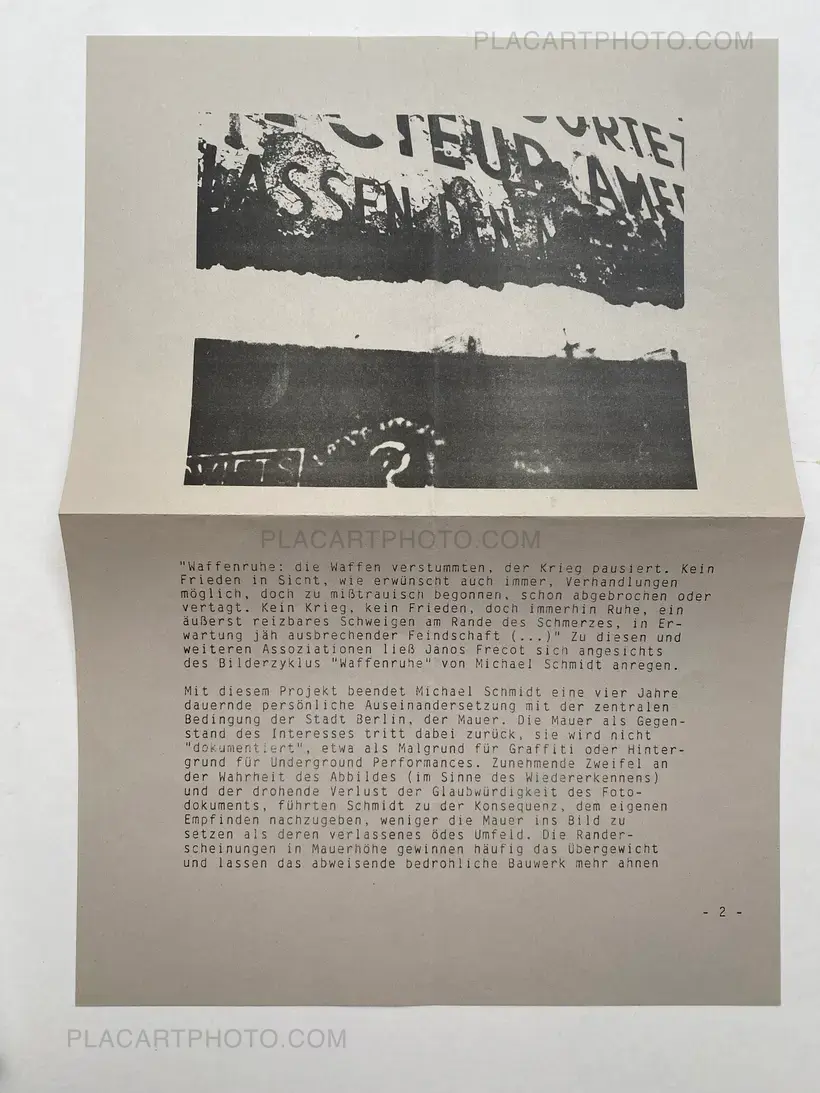 PLACARTPHOTO.COM
CTEUR
ORTEZ
LASSEN DEN
AME
OVIETS
PLACARTPHOTO.COM
"Waffenruhe: die Waffen verstummten, der Krieg pausiert. Kein
Frieden in Sicht, wie erwünscht auch immer, Verhandlungen
möglich, doch zu mißtrauisch begonnen, schon abgebrochen oder
vertagt. Kein Krieg, kein Frieden, doch immerhin Ruhe, ein
äußerst reizbares Schweigen am Rande des Schmerzes, in Er-
wartung jäh ausbrechender Feindschaft (...)" Zu diesen und
weiteren Assoziationen ließ Janos Frecot sich angesichts
des Bilderzyklus "Waffenruhe" von Michael Schmidt anregen.
Mit diesem Projekt beendet Michael Schmidt eine vier Jahre
dauernde persönliche Auseinandersetzung mit der zentralen
Bedingung der Stadt Berlin, der Mauer. Die Mauer als Gegen-
stand des Interesses tritt dabei zurück, sie wird nicht
"dokumentiert", etwa als Malgrund für Graffiti oder Hinter-
grund für Underground Performances. Zunehmende Zweifel an
der Wahrheit des Abbildes (im Sinne des Wiedererkennens)
und der drohende Verlust der Glaubwürdigkeit des Foto-
dokuments, führten Schmidt zu der Konsequenz, dem eigenen
Empfinden nachzugeben, weniger die Mauer ins Bild zu
setzen als deren verlassenes ödes Umfeld. Die Rander-
scheinungen in Mauerhöhe gewinnen häufig das Übergewicht
und lassen das abweisende bedrohliche Bauwerk mehr ahnen
- 2 -
PLACARTPHOTO.COM